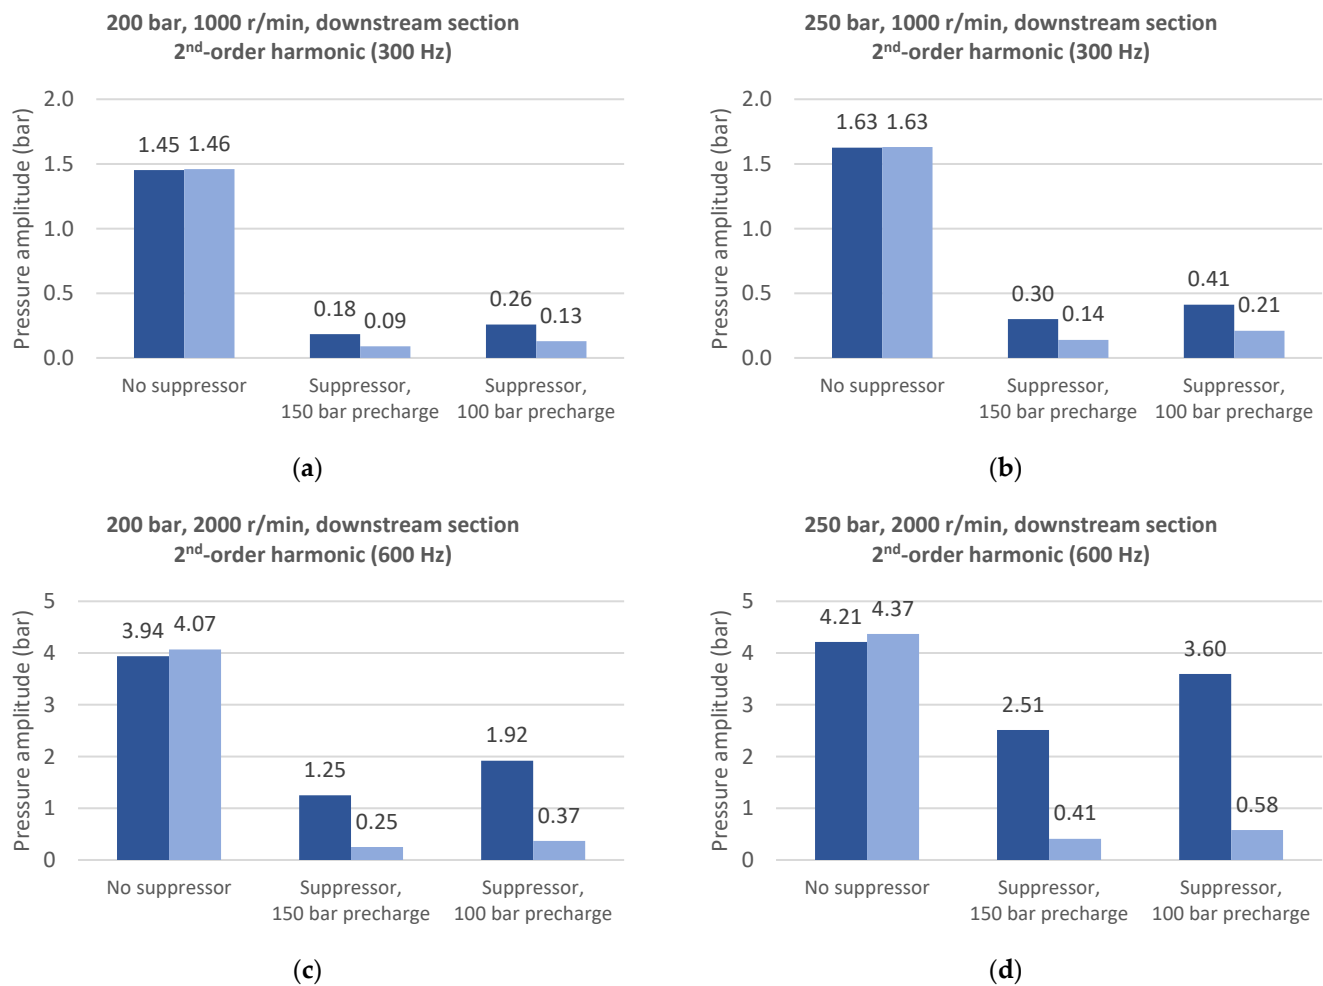 200 bar, 1000 r/min, downstream section
2nd-order harmonic (300 Hz)
Pressure amplitude (bar)
2.0
1.5
1.0
0.5
0.0
1.45
1.46
0.18
0.09
0.26
0.13
No suppressor
Suppressor,
150 bar precharge
Suppressor,
100 bar precharge
(a)
250 bar, 1000 r/min, downstream section
2nd-order harmonic (300 Hz)
Pressure amplitude (bar)
2.0
1.5
1.0
0.5
0.0
1.63
1.63
0.30
0.14
0.41
0.21
No suppressor
Suppressor,
150 bar precharge
Suppressor,
100 bar precharge
(b)
200 bar, 2000 r/min, downstream section
2nd-order harmonic (600 Hz)
Pressure amplitude (bar)
5
4
3
2
1
0
3.94
4.07
1.25
0.25
1.92
0.37
No suppressor
Suppressor,
150 bar precharge
Suppressor,
100 bar precharge
(c)
250 bar, 2000 r/min, downstream section
2nd-order harmonic (600 Hz)
Pressure amplitude (bar)
5
4
3
2
1
0
4.21
4.37
2.51
0.41
3.60
0.58
No suppressor
Suppressor,
150 bar precharge
Suppressor,
100 bar precharge
(d)